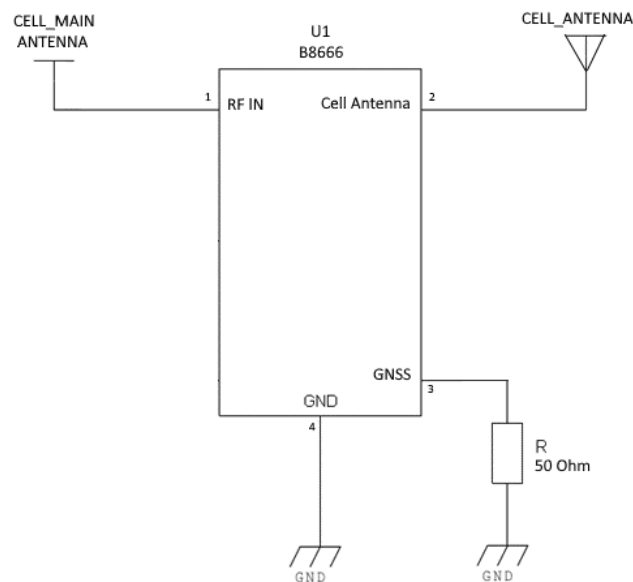 CELL_MAIN
ANTENNA
U1
B8666
CELL_ANTENNA
1
RF IN
Cell Antenna
2
GNSS
3
GND
4
R
50 Ohm
GND
GND